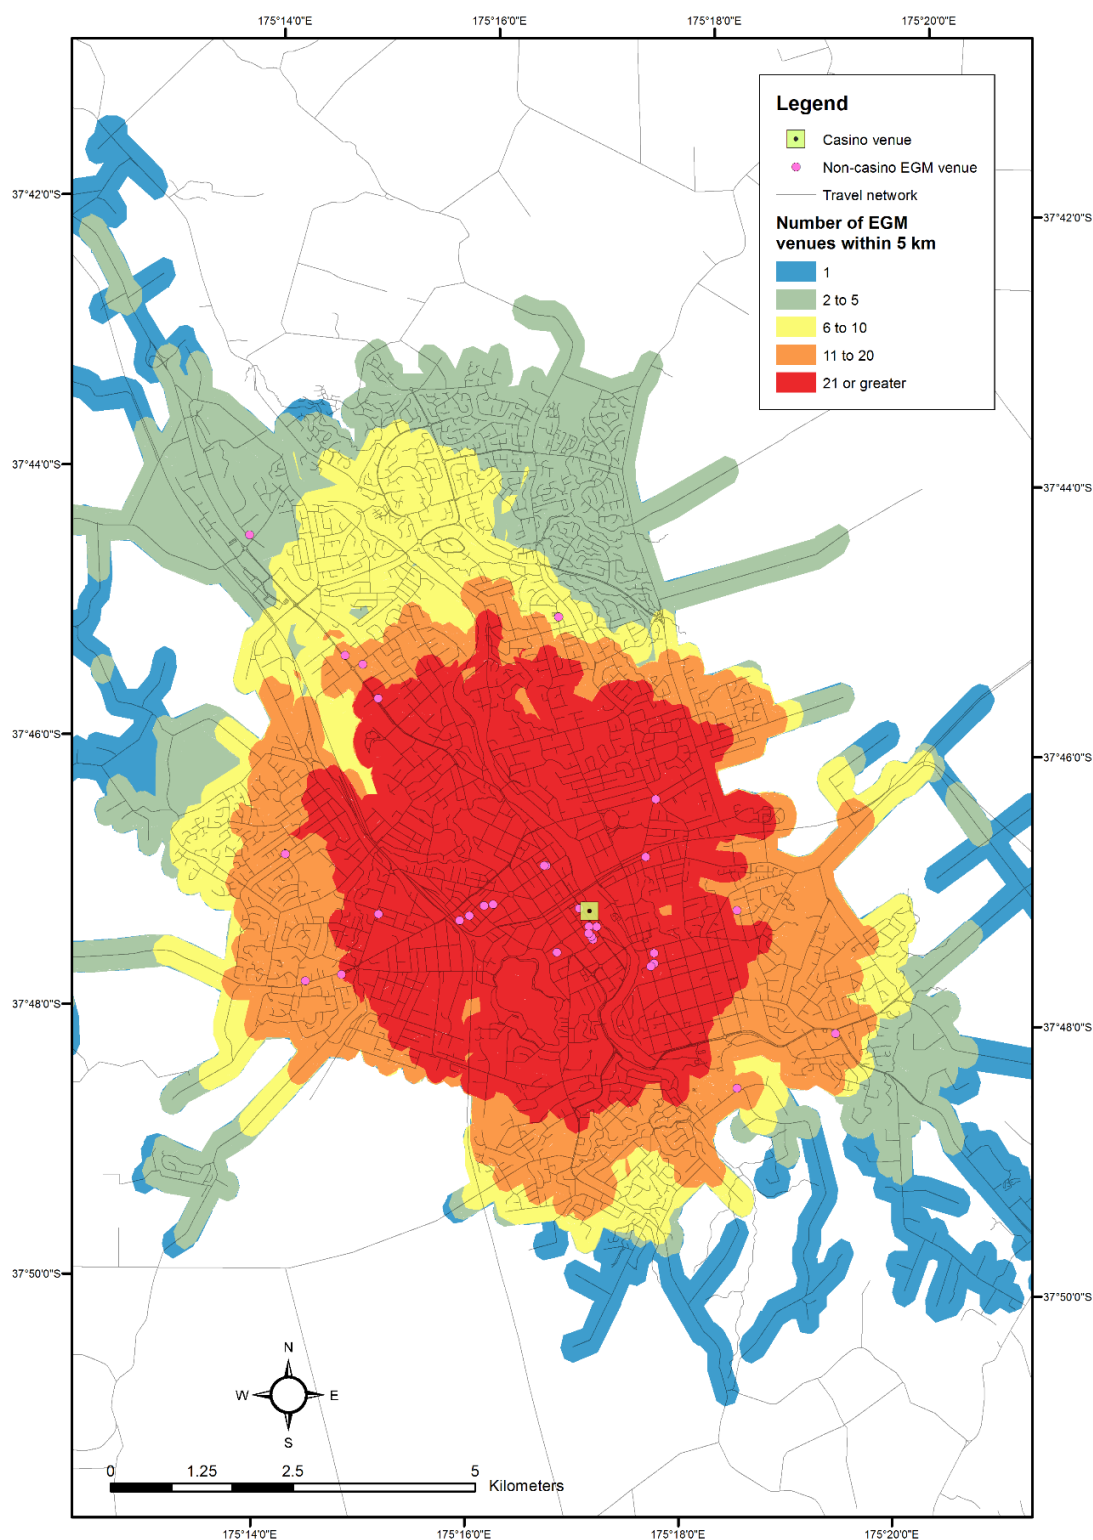 175°14'0"E 175°16'0"E 175°18'0"E 175°20'0"E
Legend
Casino venue
Non-casino EGM venue
Travel network
Number of EGM
venues within 5 km
1
2 to 5
6 to 10
11 to 20
21 or greater
37°42'0"S 37°42'0"S
37°44'0"S 37°44'0"S
37°46'0"S 37°46'0"S
37°48'0"S 37°48'0"S
37°50'0"S 37°50'0"S
N
W E
S
0 1.25 2.5 5
Kilometers
175°14'0"E 175°16'0"E 175°18'0"E 175°20'0"E